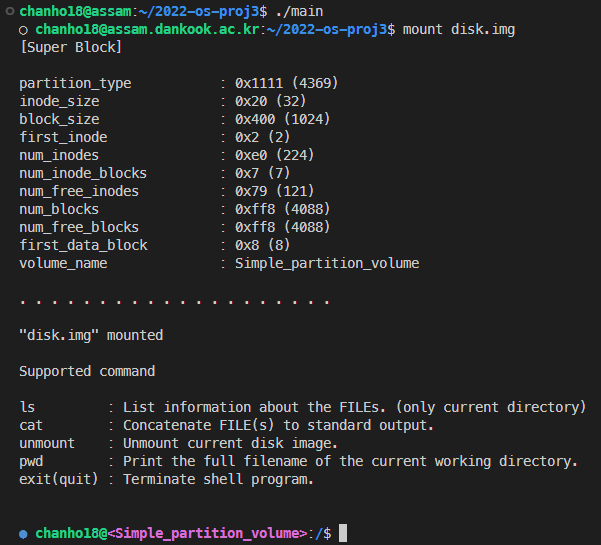 chanho18@assam:~/2022-os-proj3$ ./main
chanho18@assam.dankook.ac.kr:~/2022-os-proj3$ mount disk.img
[Super Block]
partition_type : 0x1111 (4369)
inode_size : 0x20 (32)
block_size : 0x400 (1024)
first_inode : 0x2 (2)
num_inodes : 0xe0 (224)
num_inode_blocks : 0x7 (7)
num_free_inodes : 0x79 (121)
num_blocks : 0xff8 (4088)
num_free_blocks : 0xff8 (4088)
first_data_block : 0x8 (8)
volume_name : Simple_partition_volume
. . . . . . . . . . . . . . . . . . . .
"disk.img" mounted
Supported command
ls : List information about the FILEs. (only current directory)
cat : Concatenate FILE(s) to standard output.
unmount : Unmount current disk image.
pwd : Print the full filename of the current working directory.
exit(quit) : Terminate shell program.
chanho18@<Simple_partition_volume>:/$